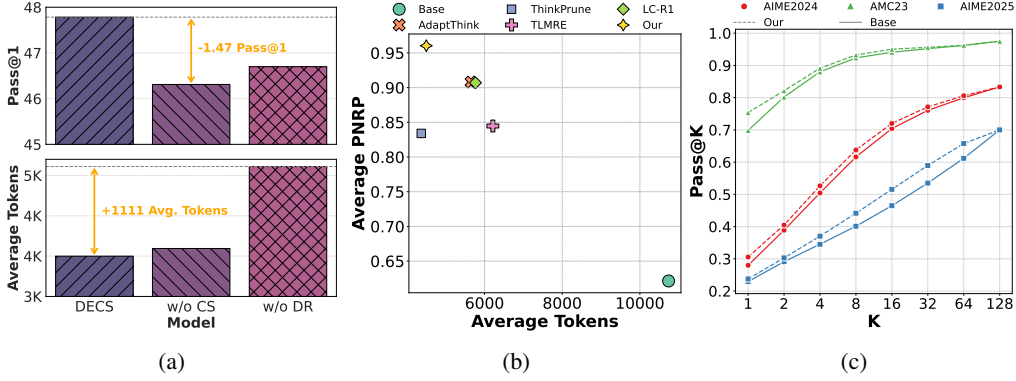 48
47
46
45
Pass@1
-1.47 Pass@1
5K
4K
4K
3K
Average Tokens
+1111 Avg. Tokens
DECS w/o CS w/o DR
Model
(a)
Base ThinkPrune LC-R1
AdaptThink TLMRE Our
0.95
0.90
0.85
0.80
0.75
0.70
0.65
Average PNRP
6000 8000 10000
Average Tokens
(b)
AIME2024 AMC23 AIME2025
Our Base
1.0
0.9
0.8
0.7
0.6
0.5
0.4
0.3
0.2
Pass@K
1 2 4 8 16 32 64 128
K
(c)